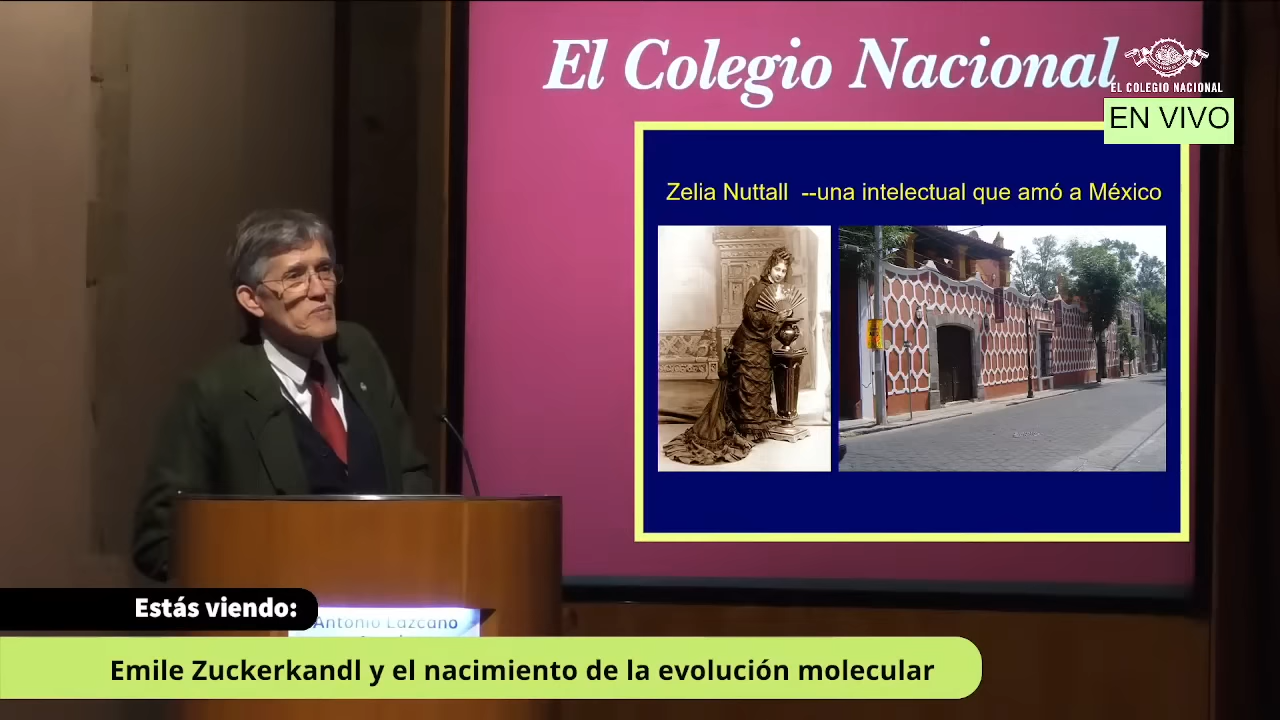 El Colegio Nacional
EL COLEGIO NACIONAL
EN VIVO
Zelia Nuttall --una intelectual que amó a México
Estás viendo:
Antonio Lazcano
Emile Zuckerkandl y el nacimiento de la evolución molecular